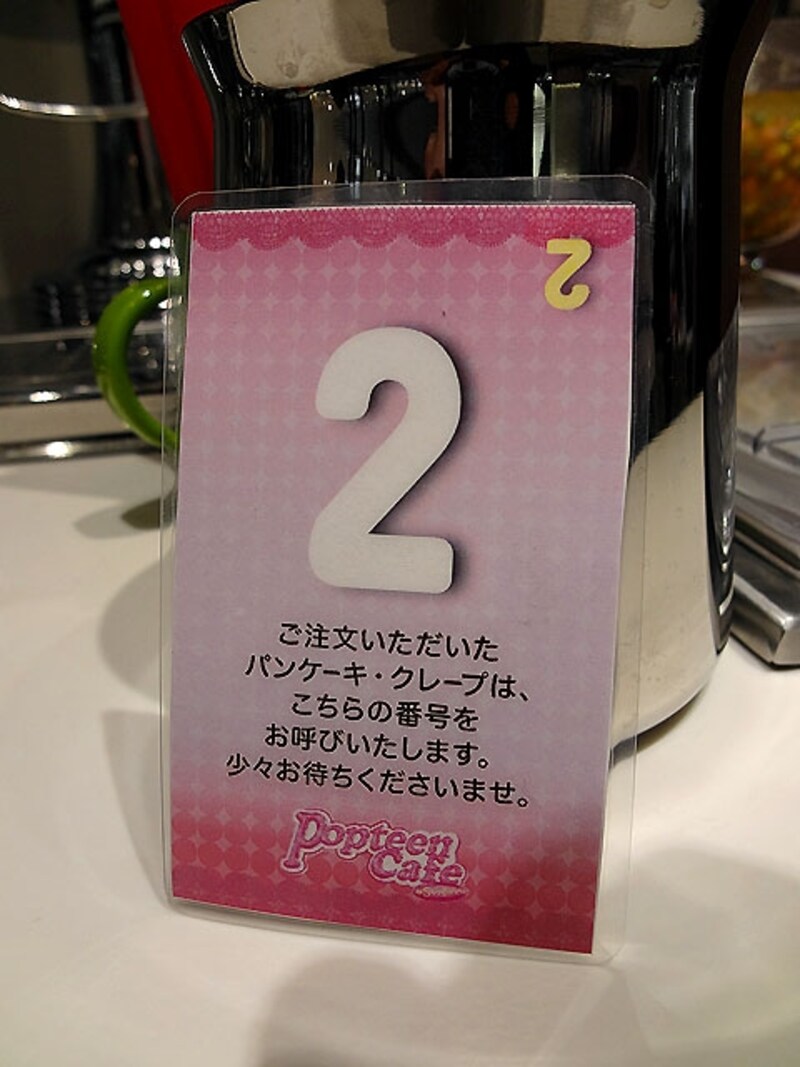 2
2
ご注文いただいた
パンケーキ・クレープは、
こちらの番号を
お呼びいたします。
少々お待ちくださいませ。
Popteen
Cafe